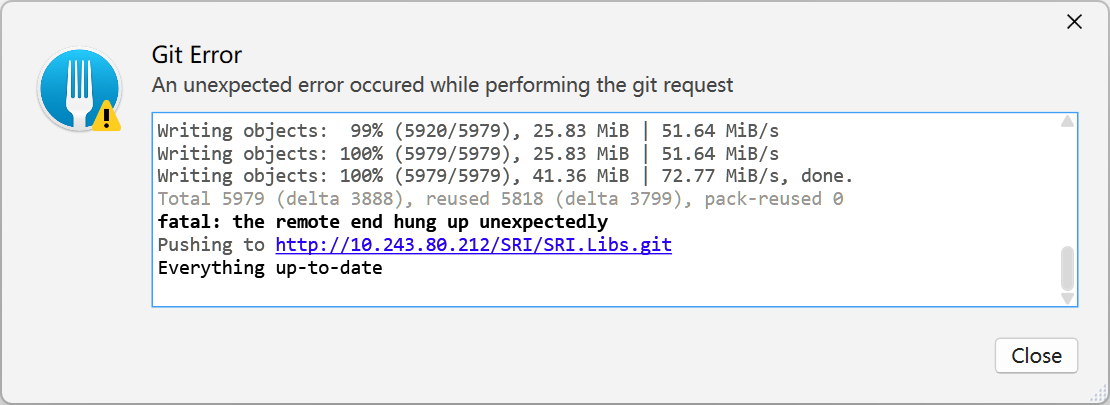 Git Error
An unexpected error occured while performing the git request
Writing objects:  99% (5920/5979), 25.83 MiB | 51.64 MiB/s
Writing objects: 100% (5979/5979), 25.83 MiB | 51.64 MiB/s
Writing objects: 100% (5979/5979), 41.36 MiB | 72.77 MiB/s, done.
Total 5979 (delta 3888), reused 5818 (delta 3799), pack-reused 0
fatal: the remote end hung up unexpectedly
Pushing to http://10.243.80.212/SRI/SRI.Libs.git
Everything up-to-date
Close